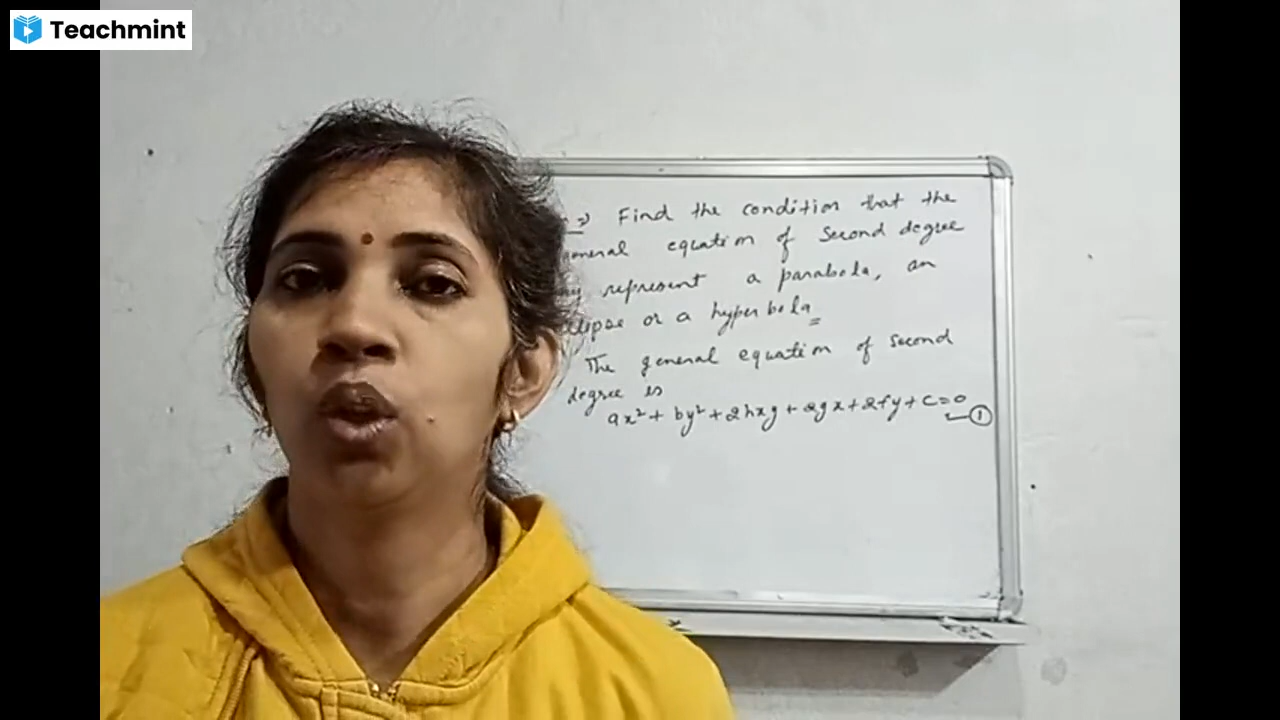 Teachmint
Find the condition that the
equation of Second degree
represent a parabola, an
or a hyperbola
The general equation of second
degree is
ax² + by² + 2hxy + 2gx + 2fy + c = 0
①